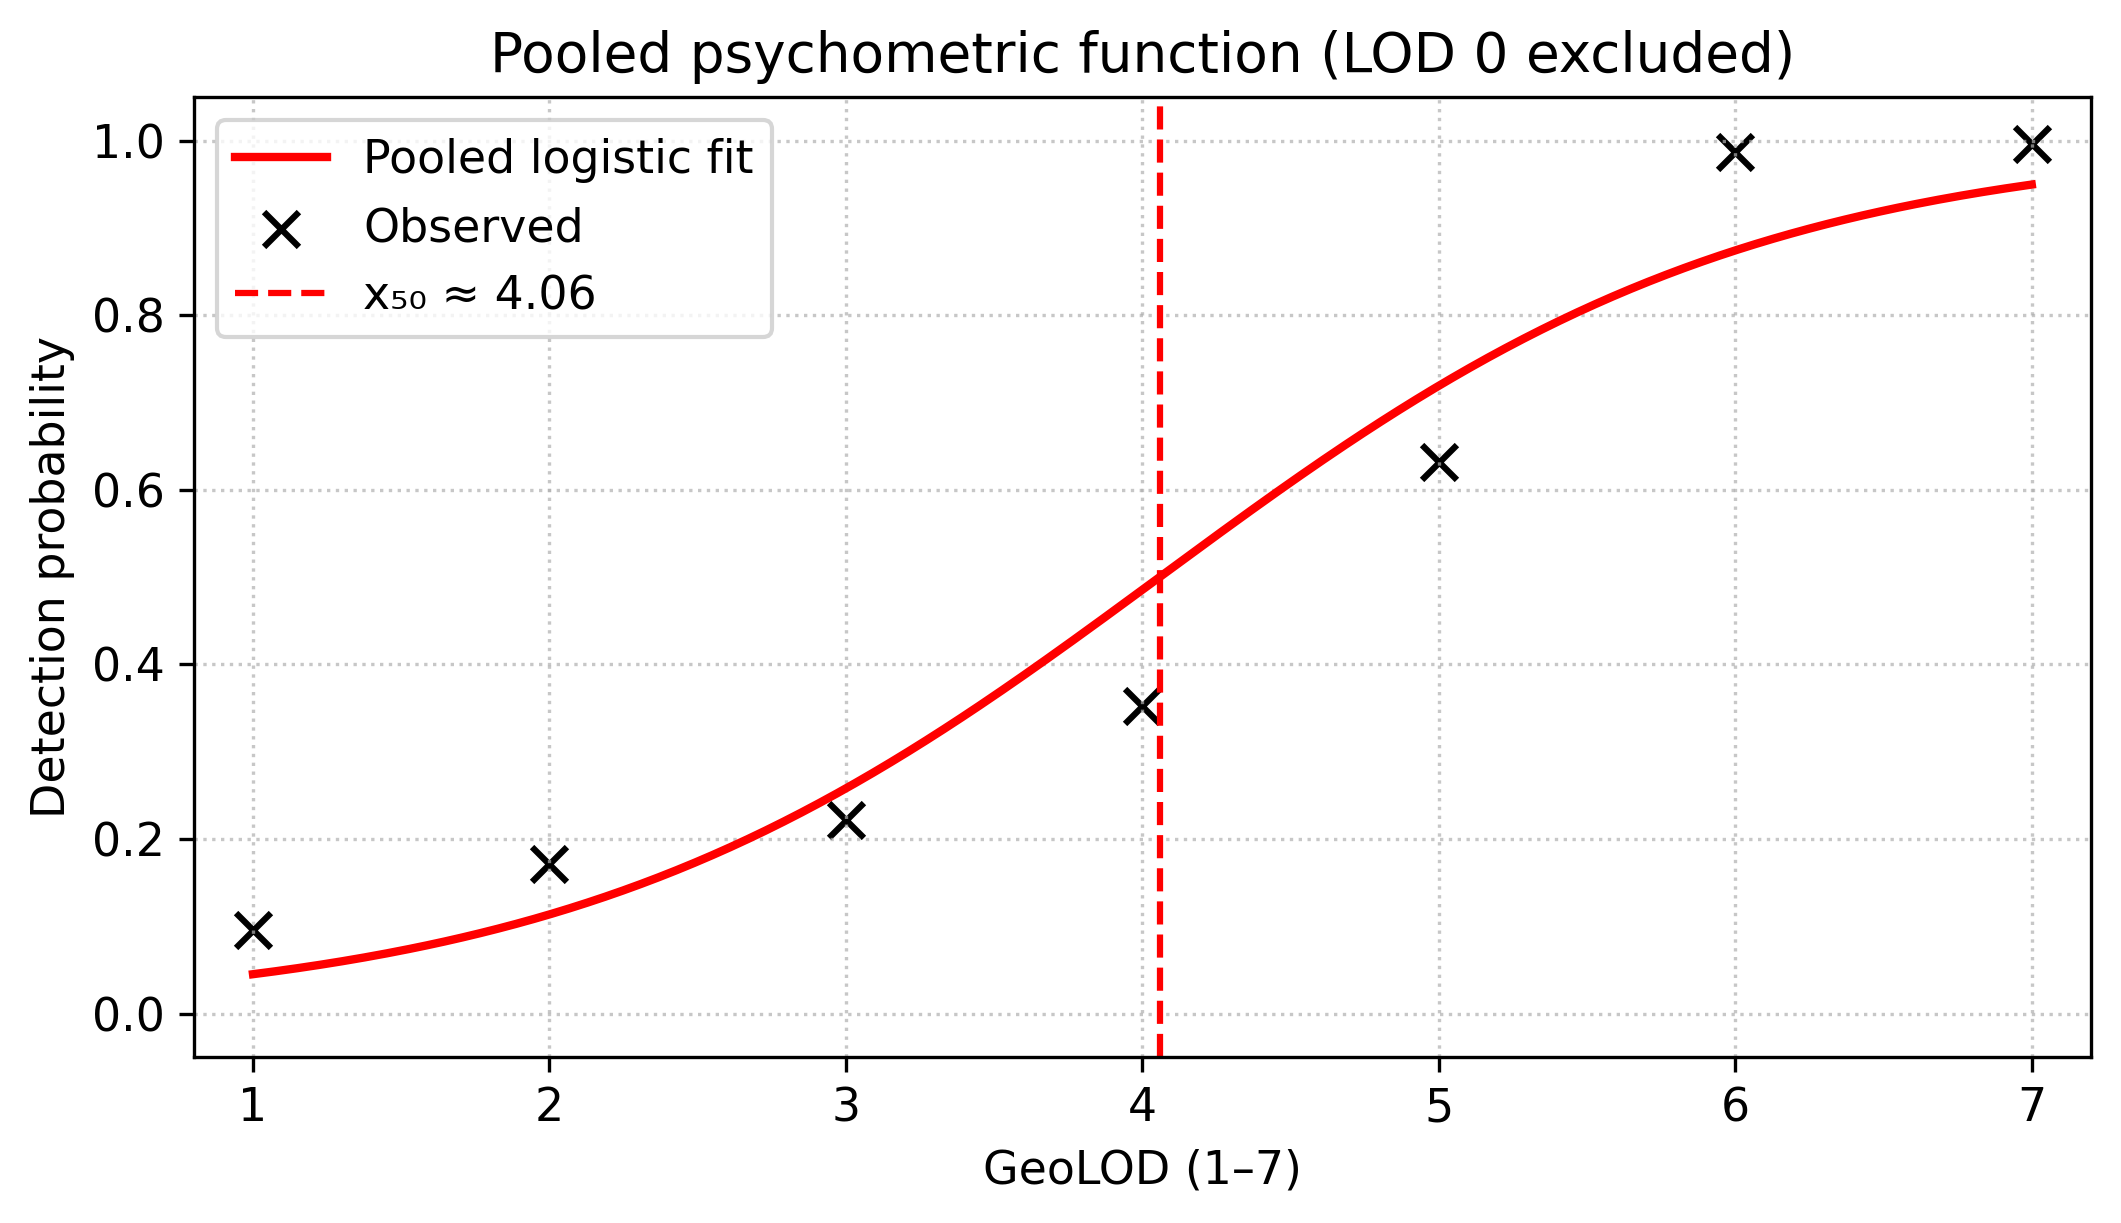 Pooled psychometric function (LOD 0 excluded)
Pooled logistic fit
Observed
x₅₀ ≈ 4.06
Detection probability
1.0
0.8
0.6
0.4
0.2
0.0
1 2 3 4 5 6 7
GeoLOD (1–7)